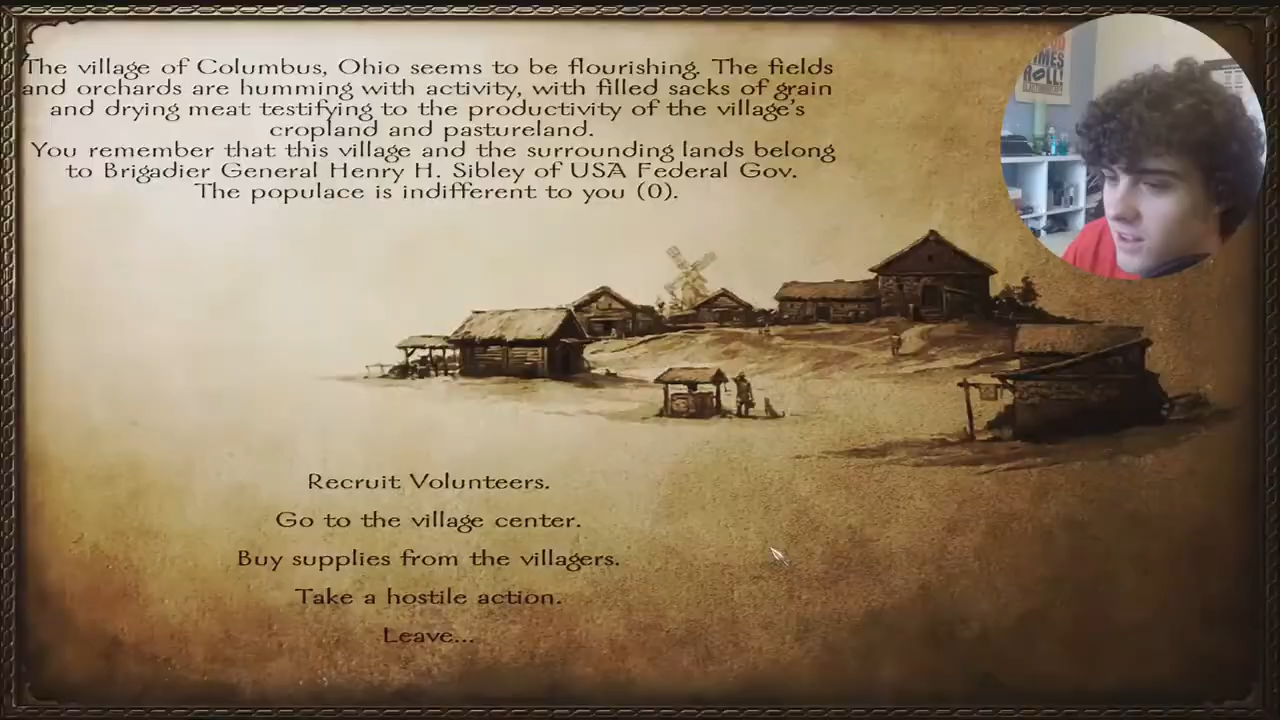 The village of Columbus, Ohio seems to be flourishing. The fields
and orchards are humming with activity, with filled sacks of grain
and drying meat testifying to the productivity of the village's
cropland and pastureland.
You remember that this village and the surrounding lands belong
to Brigadier General Henry H. Sibley of USA Federal Gov.
The populace is indifferent to you (0).
TIMES
ROLL!
Recruit Volunteers.
Go to the village center.
Buy supplies from the villagers.
Take a hostile action.
Leave...